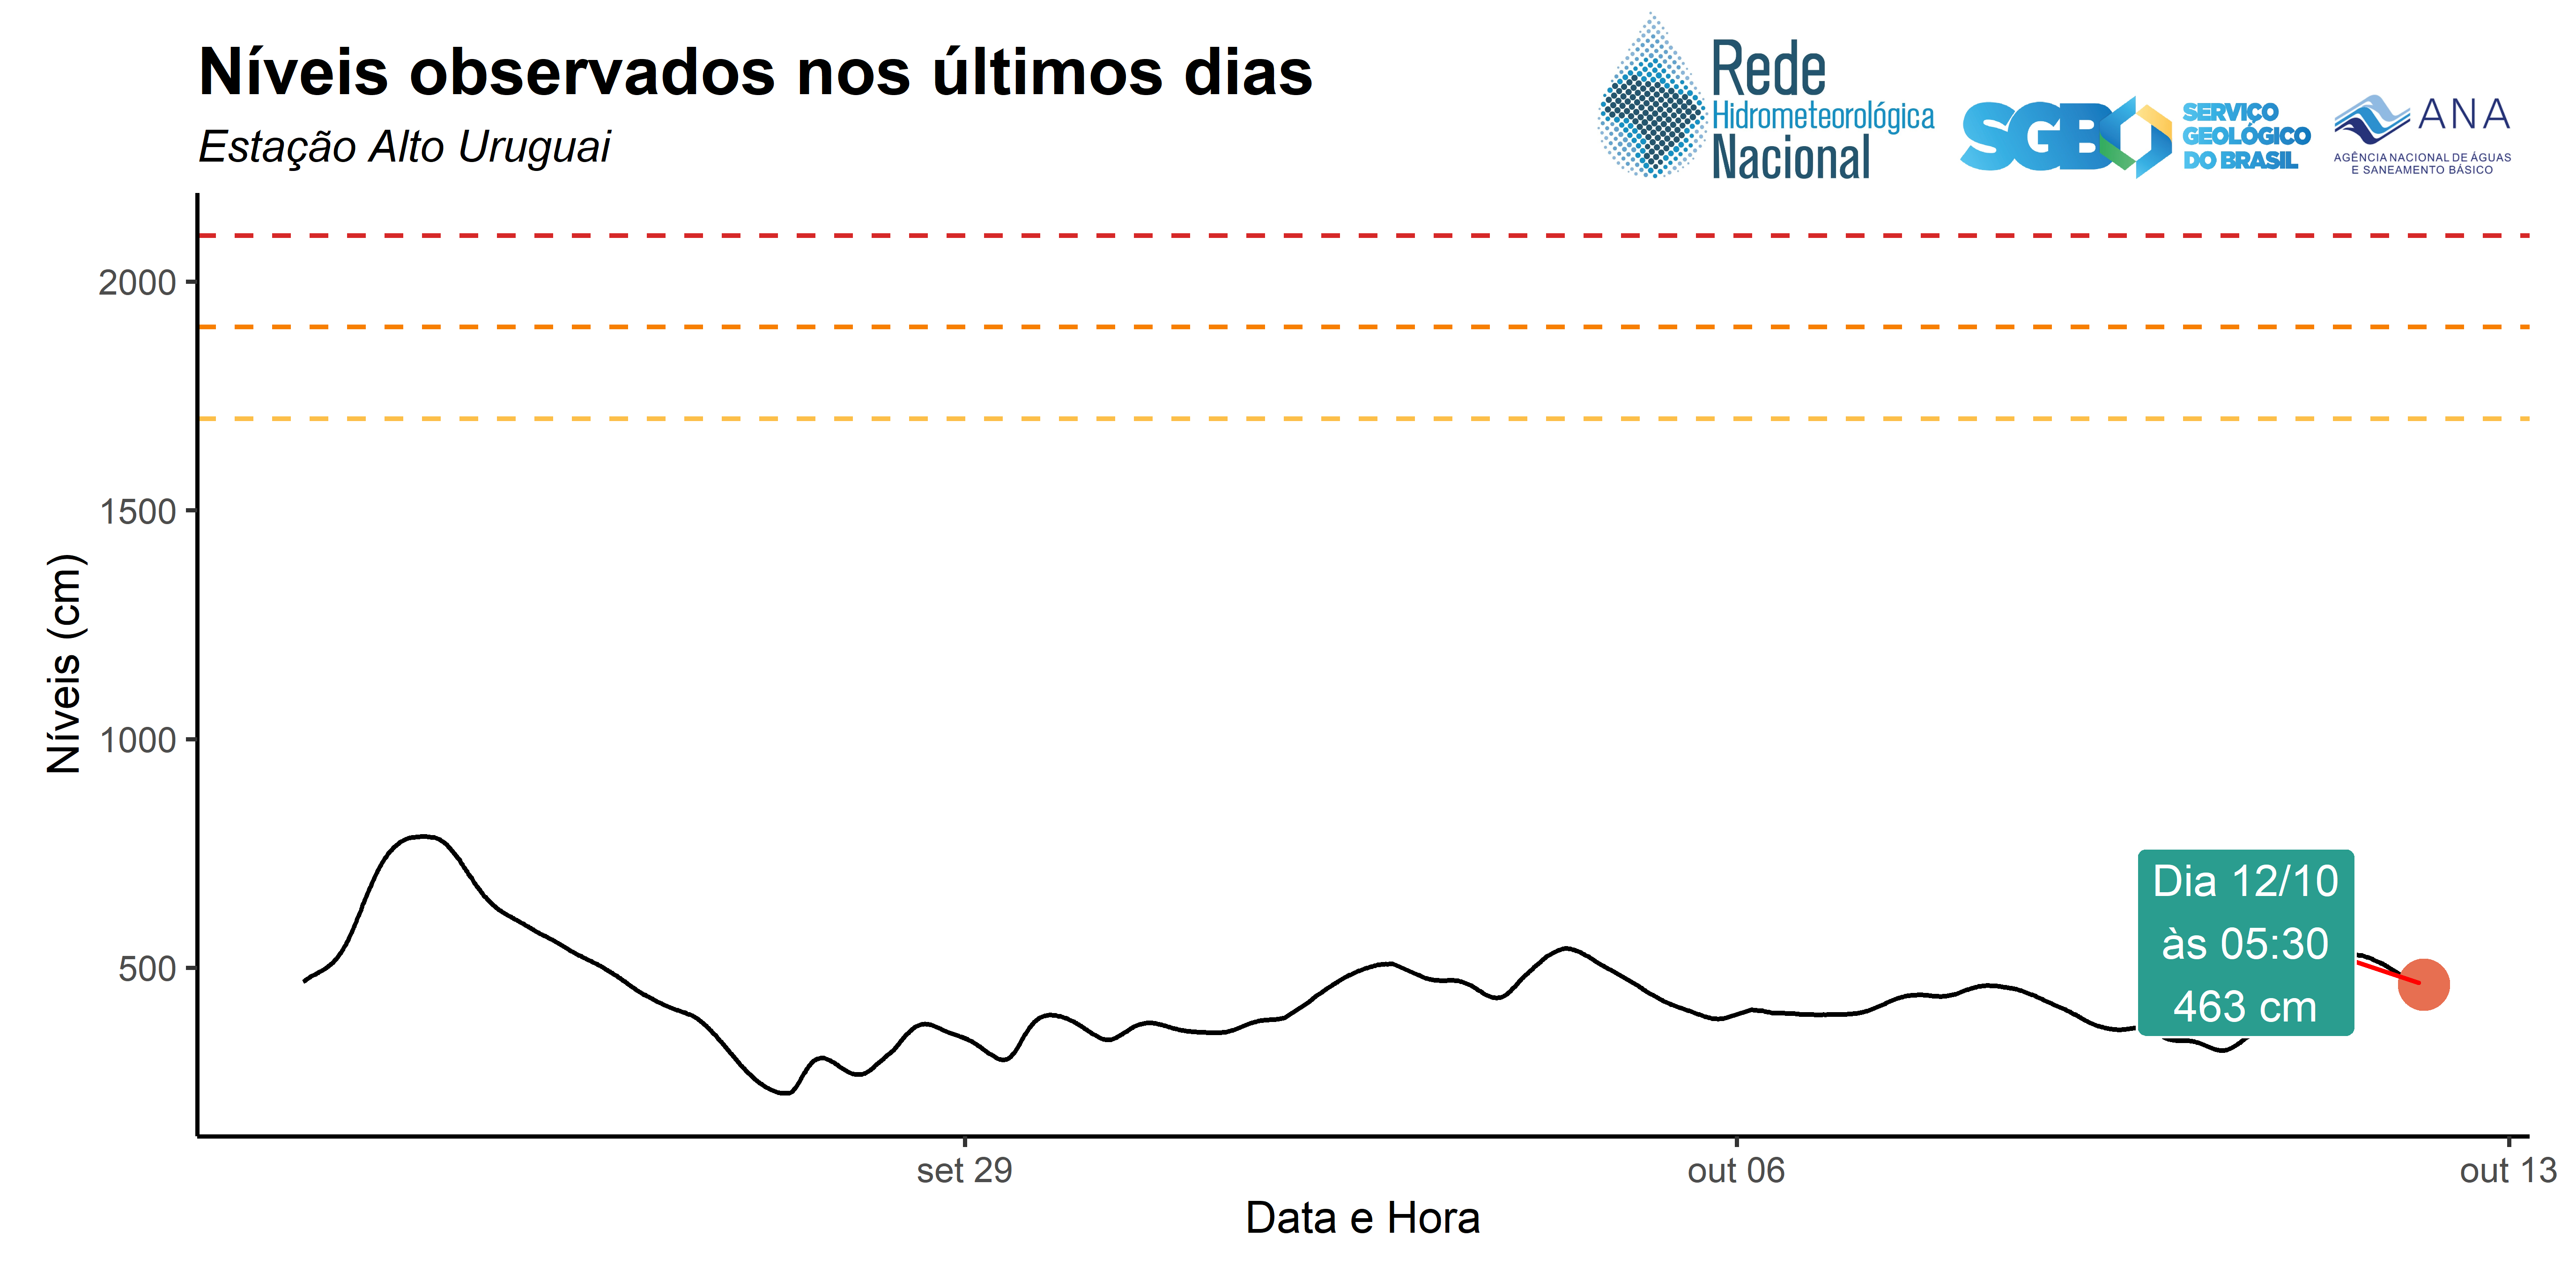 Níveis observados nos últimos dias
Estação Alto Uruguai
Rede
Hidrometeorológica
Nacional
SGB
SERVIÇO
GEOLÓGICO
DO BRASIL
ANA
AGÊNCIA NACIONAL DE ÁGUAS
E SANEAMENTO BÁSICO
Níveis (cm)
2000
1500
1000
500
Dia 12/10
às 05:30
463 cm
set 29
out 06
out 13
Data e Hora